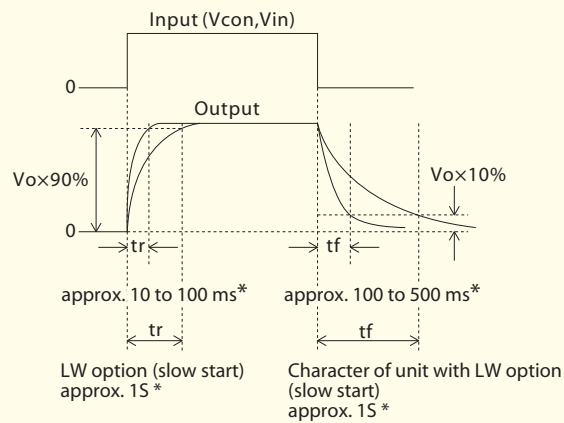 Input (Vcon,Vin)
0
Output
Vo×90%
Vo×10%
0
tr
tf
approx. 10 to 100 ms*
approx. 100 to 500 ms*
tr
tf
LW option (slow start)
approx. 1S *
Character of unit with LW option
(slow start)
approx. 1S *